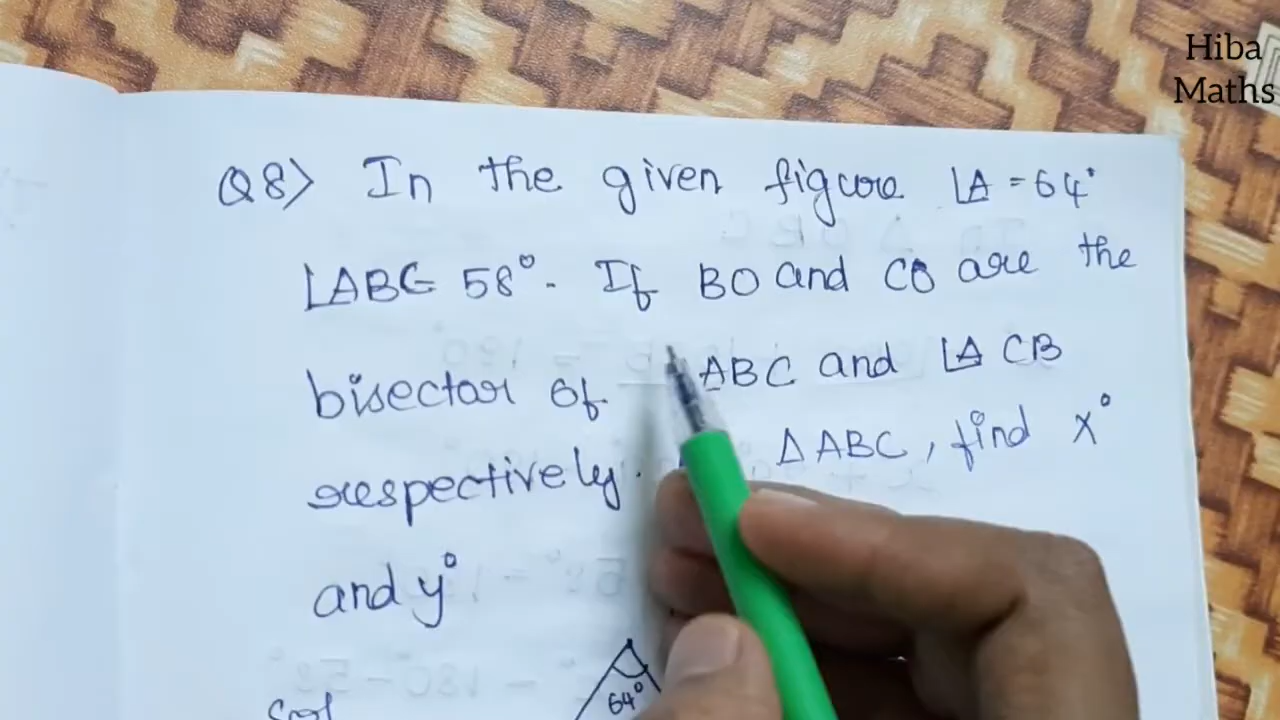 Hiba
Maths
Q8> In the given figure ∠A = 64°
∠ABC 58°. If BO and CO are the
bisector of ABC and ∠ACB
respectively. ΔABC, find x°
and y°
Sol
64°